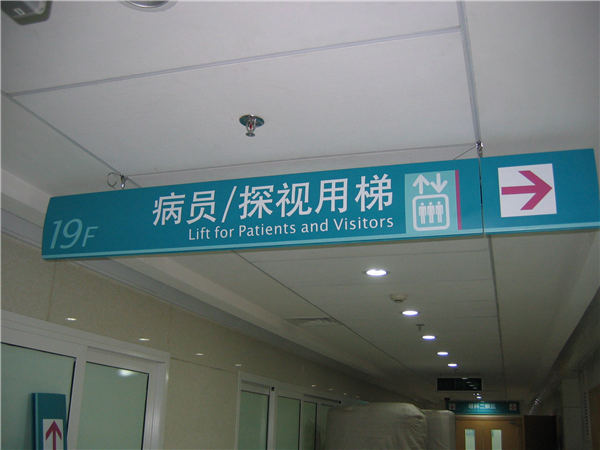 病员/探视用梯
Lift for Patients and Visitors
19F